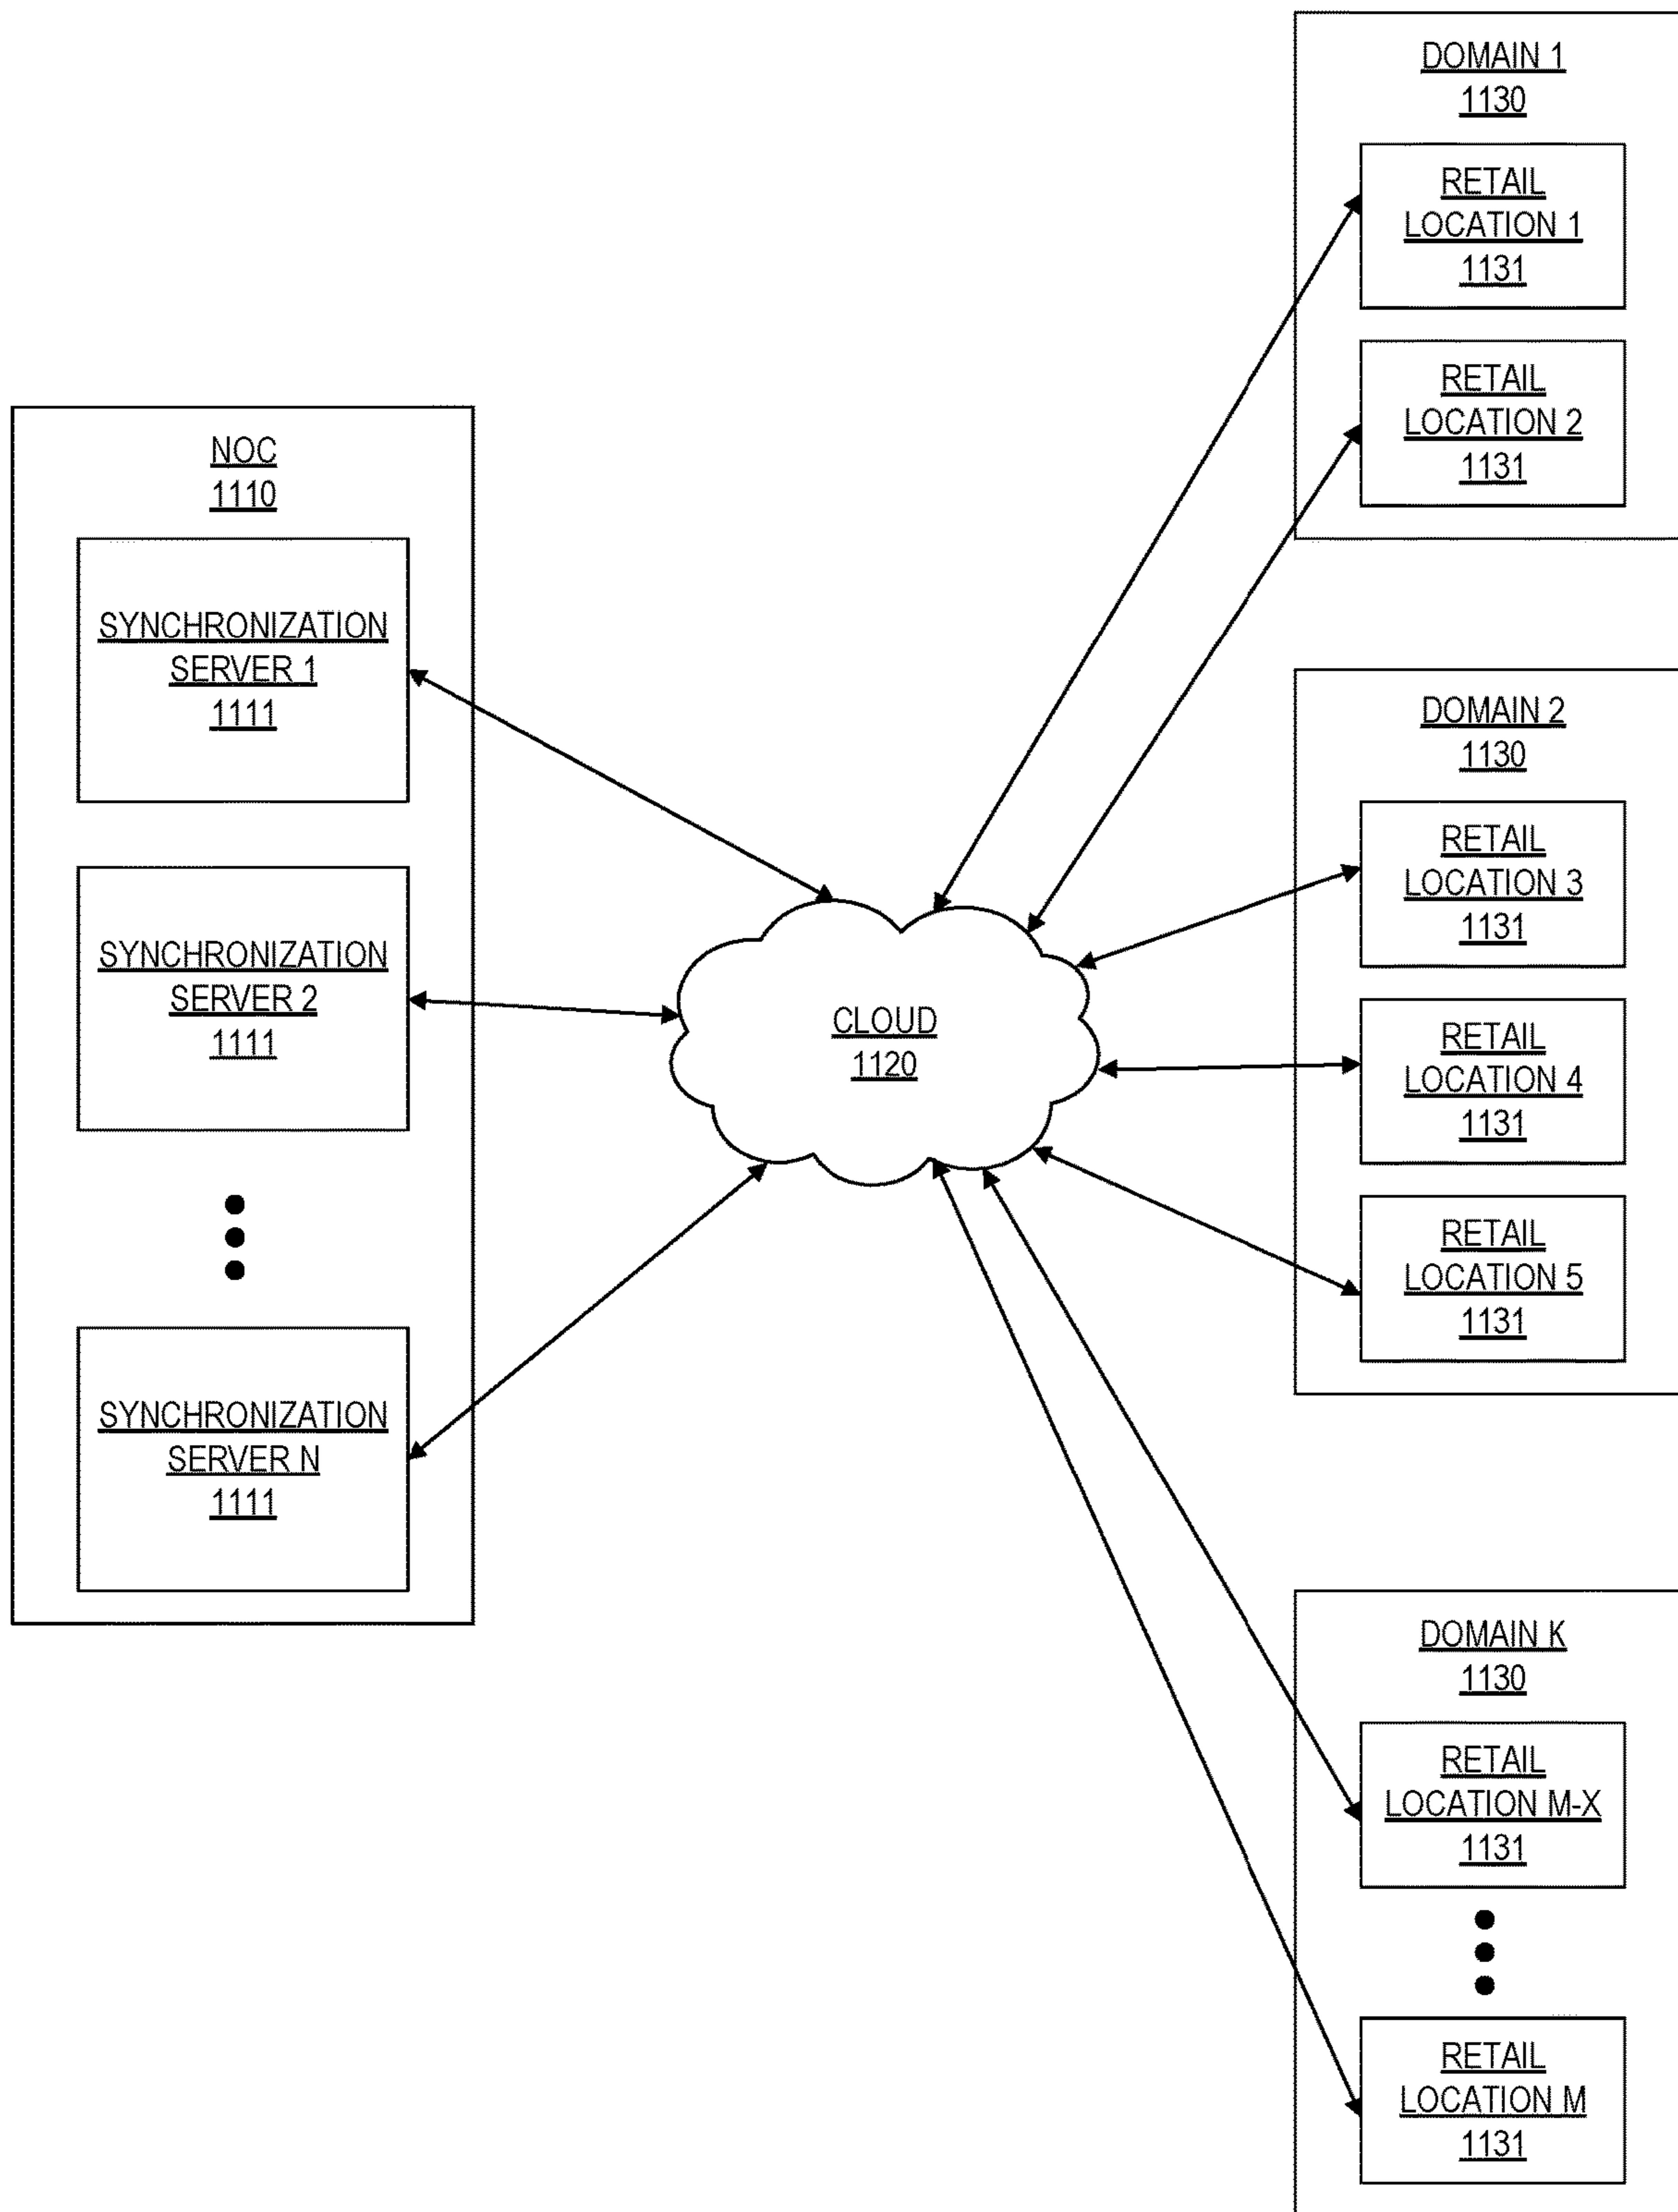 NOC
1110
SYNCHRONIZATION
SERVER 1
1111
SYNCHRONIZATION
SERVER 2
1111
SYNCHRONIZATION
SERVER N
1111
CLOUD
1120
DOMAIN 1
1130
RETAIL
LOCATION 1
1131
RETAIL
LOCATION 2
1131
DOMAIN 2
1130
RETAIL
LOCATION 3
1131
RETAIL
LOCATION 4
1131
RETAIL
LOCATION 5
1131
DOMAIN K
1130
RETAIL
LOCATION M-X
1131
RETAIL
LOCATION M
1131